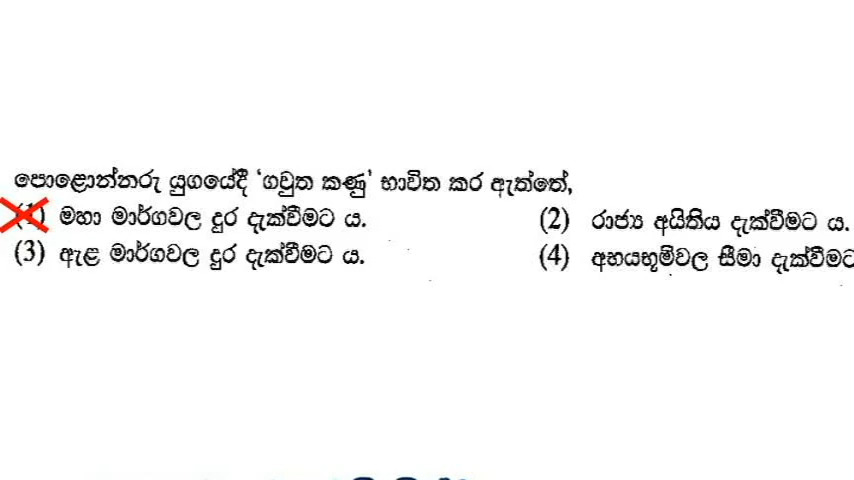 පොළොන්නරු යුගයේදී ‘ගවුත කණු’ භාවිත කර ඇත්තේ,
(1) මහා මාර්ගවල දුර දැක්වීමට ය. (2) රාජ්‍ය අයිතිය දැක්වීමට ය.
(3) ඇළ මාර්ගවල දුර දැක්වීමට ය. (4) අභයභූමිවල සීමා දැක්වීමට